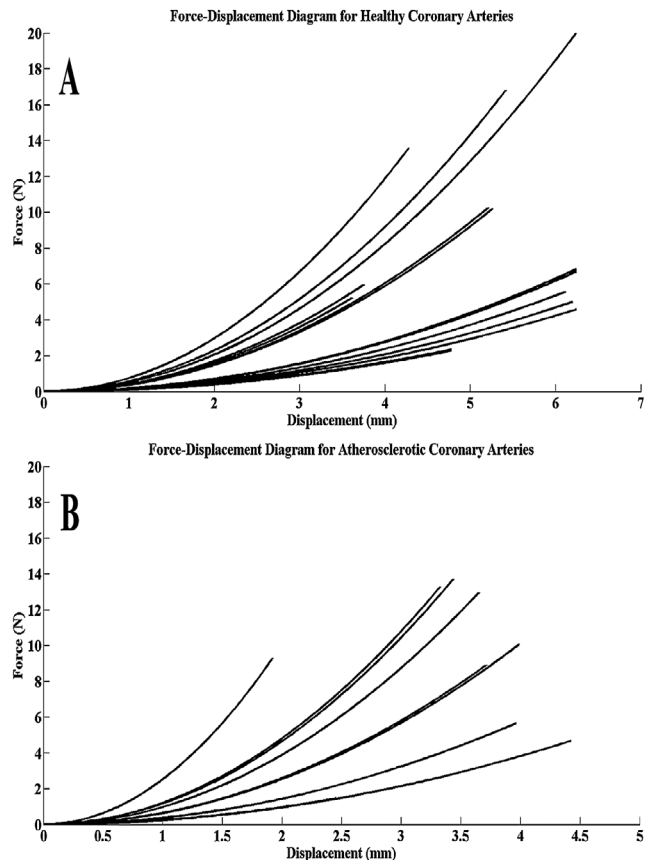 Force-Displacement Diagram for Healthy Coronary Arteries
20
18
16
14
12
10
8
6
4
2
0
A
Force (N)
0 1 2 3 4 5 6 7
Displacement (mm)
Force-Displacement Diagram for Atherosclerotic Coronary Arteries
20
18
16
14
12
10
8
6
4
2
0
B
Force (N)
0 0.5 1 1.5 2 2.5 3 3.5 4 4.5 5
Displacement (mm)